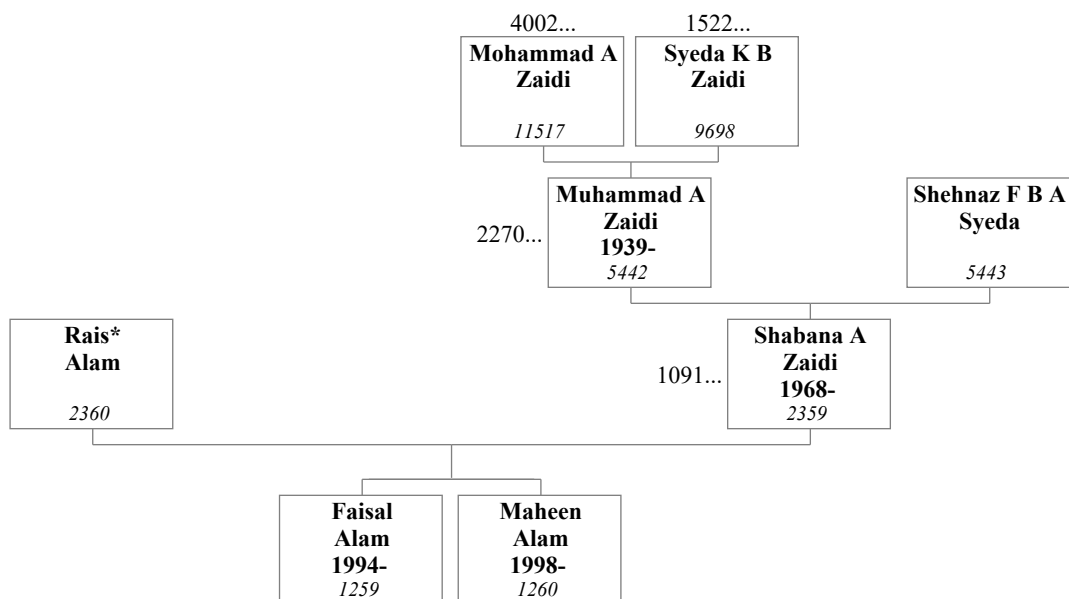 4002...
1522...
Mohammad A
Zaidi
11517
Syeda K B
Zaidi
9698
2270...
Muhammad A
Zaidi
1939-
5442
Shehnaz F B A
Syeda
5443
Rais*
Alam
2360
1091...
Shabana A
Zaidi
1968-
2359
Faisal
Alam
1994-
1259
Maheen
Alam
1998-
1260